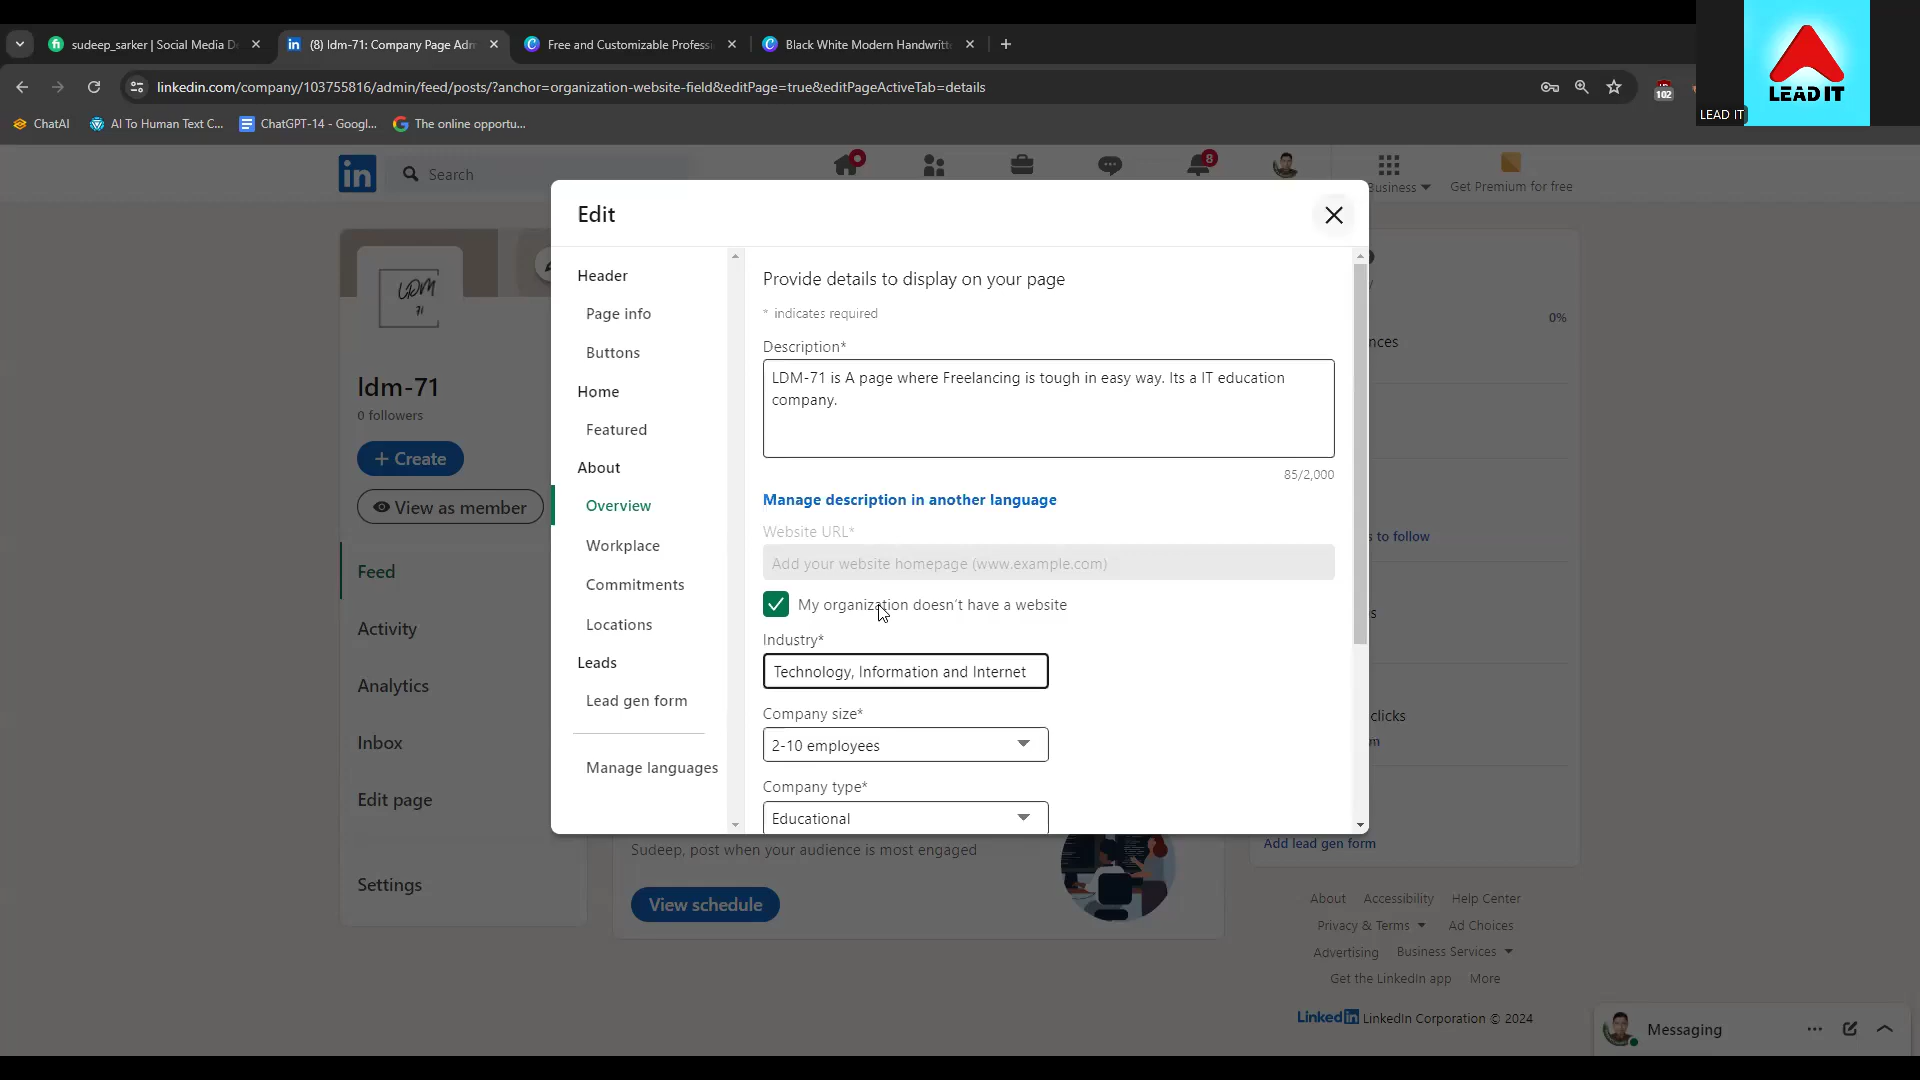 sudeep_sarker | Social Media D
(8) ldm-71: Company Page Adm
Free and Customizable Professi
Black White Modern Handwritt
linkedin.com/company/103755816/admin/feed/posts/?anchor=organization-website-field&editPage=true&editPageActiveTab=details
102
ChatAI
AI To Human Text C...
ChatGPT-14 - Googl...
The online opportu...
LEAD IT
LEAD IT
in
Search
8
Business
Get Premium for free
LDM
71
ldm-71
0 followers
+ Create
View as member
Feed
Activity
Analytics
Inbox
Edit page
Settings
Edit
Header
Page info
Buttons
Home
Featured
About
Overview
Workplace
Commitments
Locations
Leads
Lead gen form
Manage languages
Provide details to display on your page
* indicates required
Description*
LDM-71 is A page where Freelancing is tough in easy way. Its a IT education
company.
85/2,000
Manage description in another language
Website URL*
Add your website homepage (www.example.com)
My organization doesn't have a website
Industry*
Technology, Information and Internet
Company size*
2-10 employees
Company type*
Educational
Sudeep, post when your audience is most engaged
View schedule
0%
nces
s to follow
s
clicks
m
Add lead gen form
About Accessibility Help Center
Privacy & Terms Ad Choices
Advertising Business Services
Get the LinkedIn app More
LinkedIn LinkedIn Corporation © 2024
Messaging